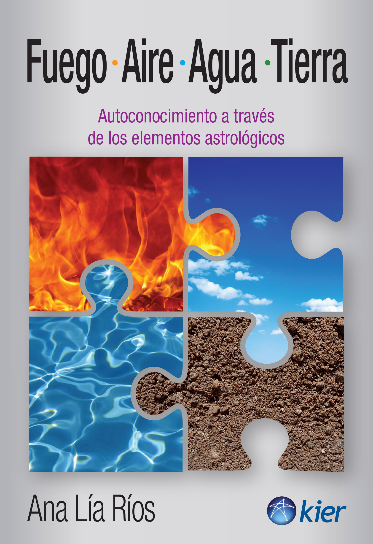 Fuego·Aire·Agua·Tierra
Autoconocimiento a través
de los elementos astrológicos
Ana Lía Ríos
kier